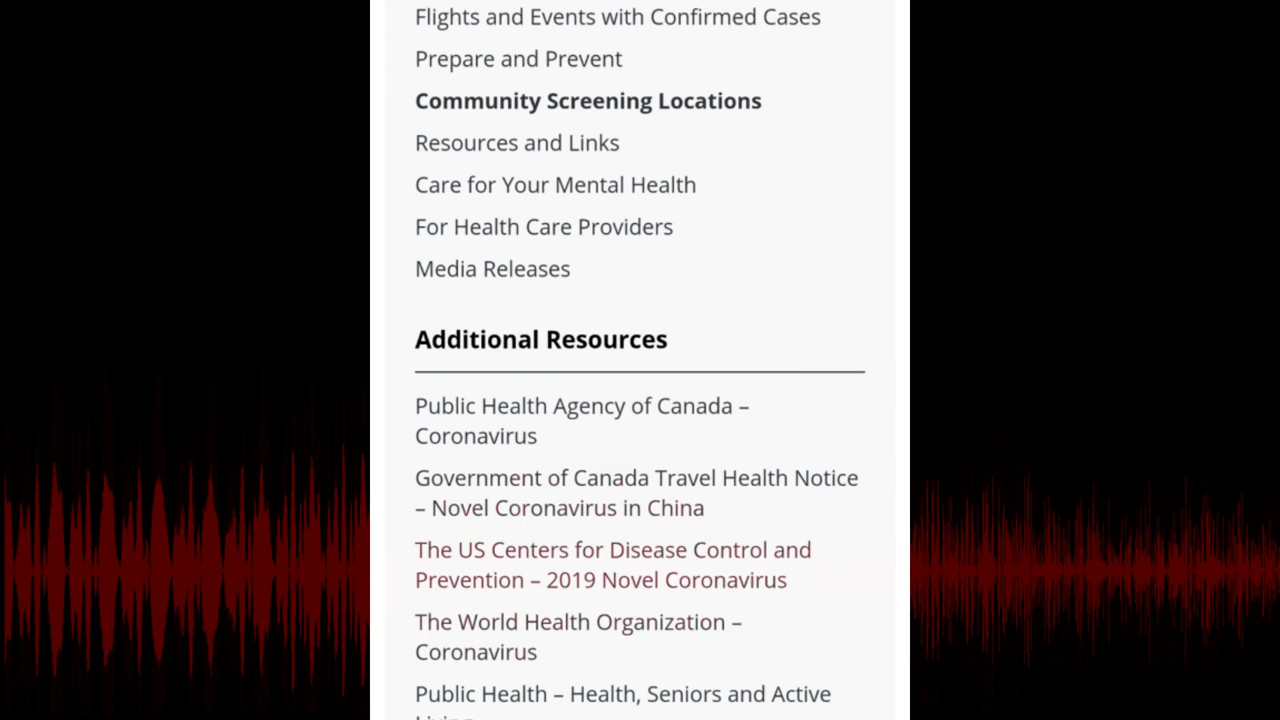 Flights and Events with Confirmed Cases
Prepare and Prevent
Community Screening Locations
Resources and Links
Care for Your Mental Health
For Health Care Providers
Media Releases
Additional Resources
Public Health Agency of Canada –
Coronavirus
Government of Canada Travel Health Notice
– Novel Coronavirus in China
The US Centers for Disease Control and
Prevention – 2019 Novel Coronavirus
The World Health Organization –
Coronavirus
Public Health – Health, Seniors and Active